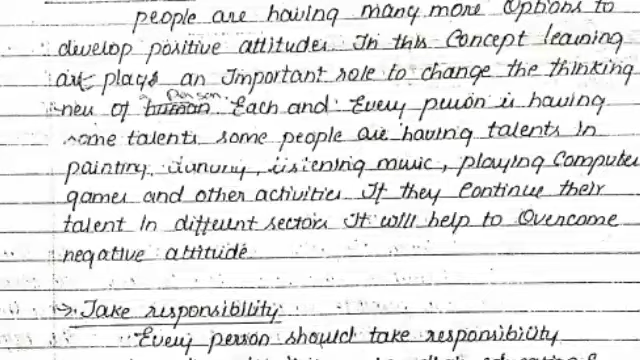 people are having many more Options to
develop positive attitudes. In this Concept learning
art plays an Important role to change the thinking
neu of human person. Each and Every person is having
some talents some people are having talents In
painting, listening music, playing Computer
games and other activities If they Continue their
talent In different sectors It will help to Overcome
negative attitude
-> Take responsibility
Every person should take responsibility